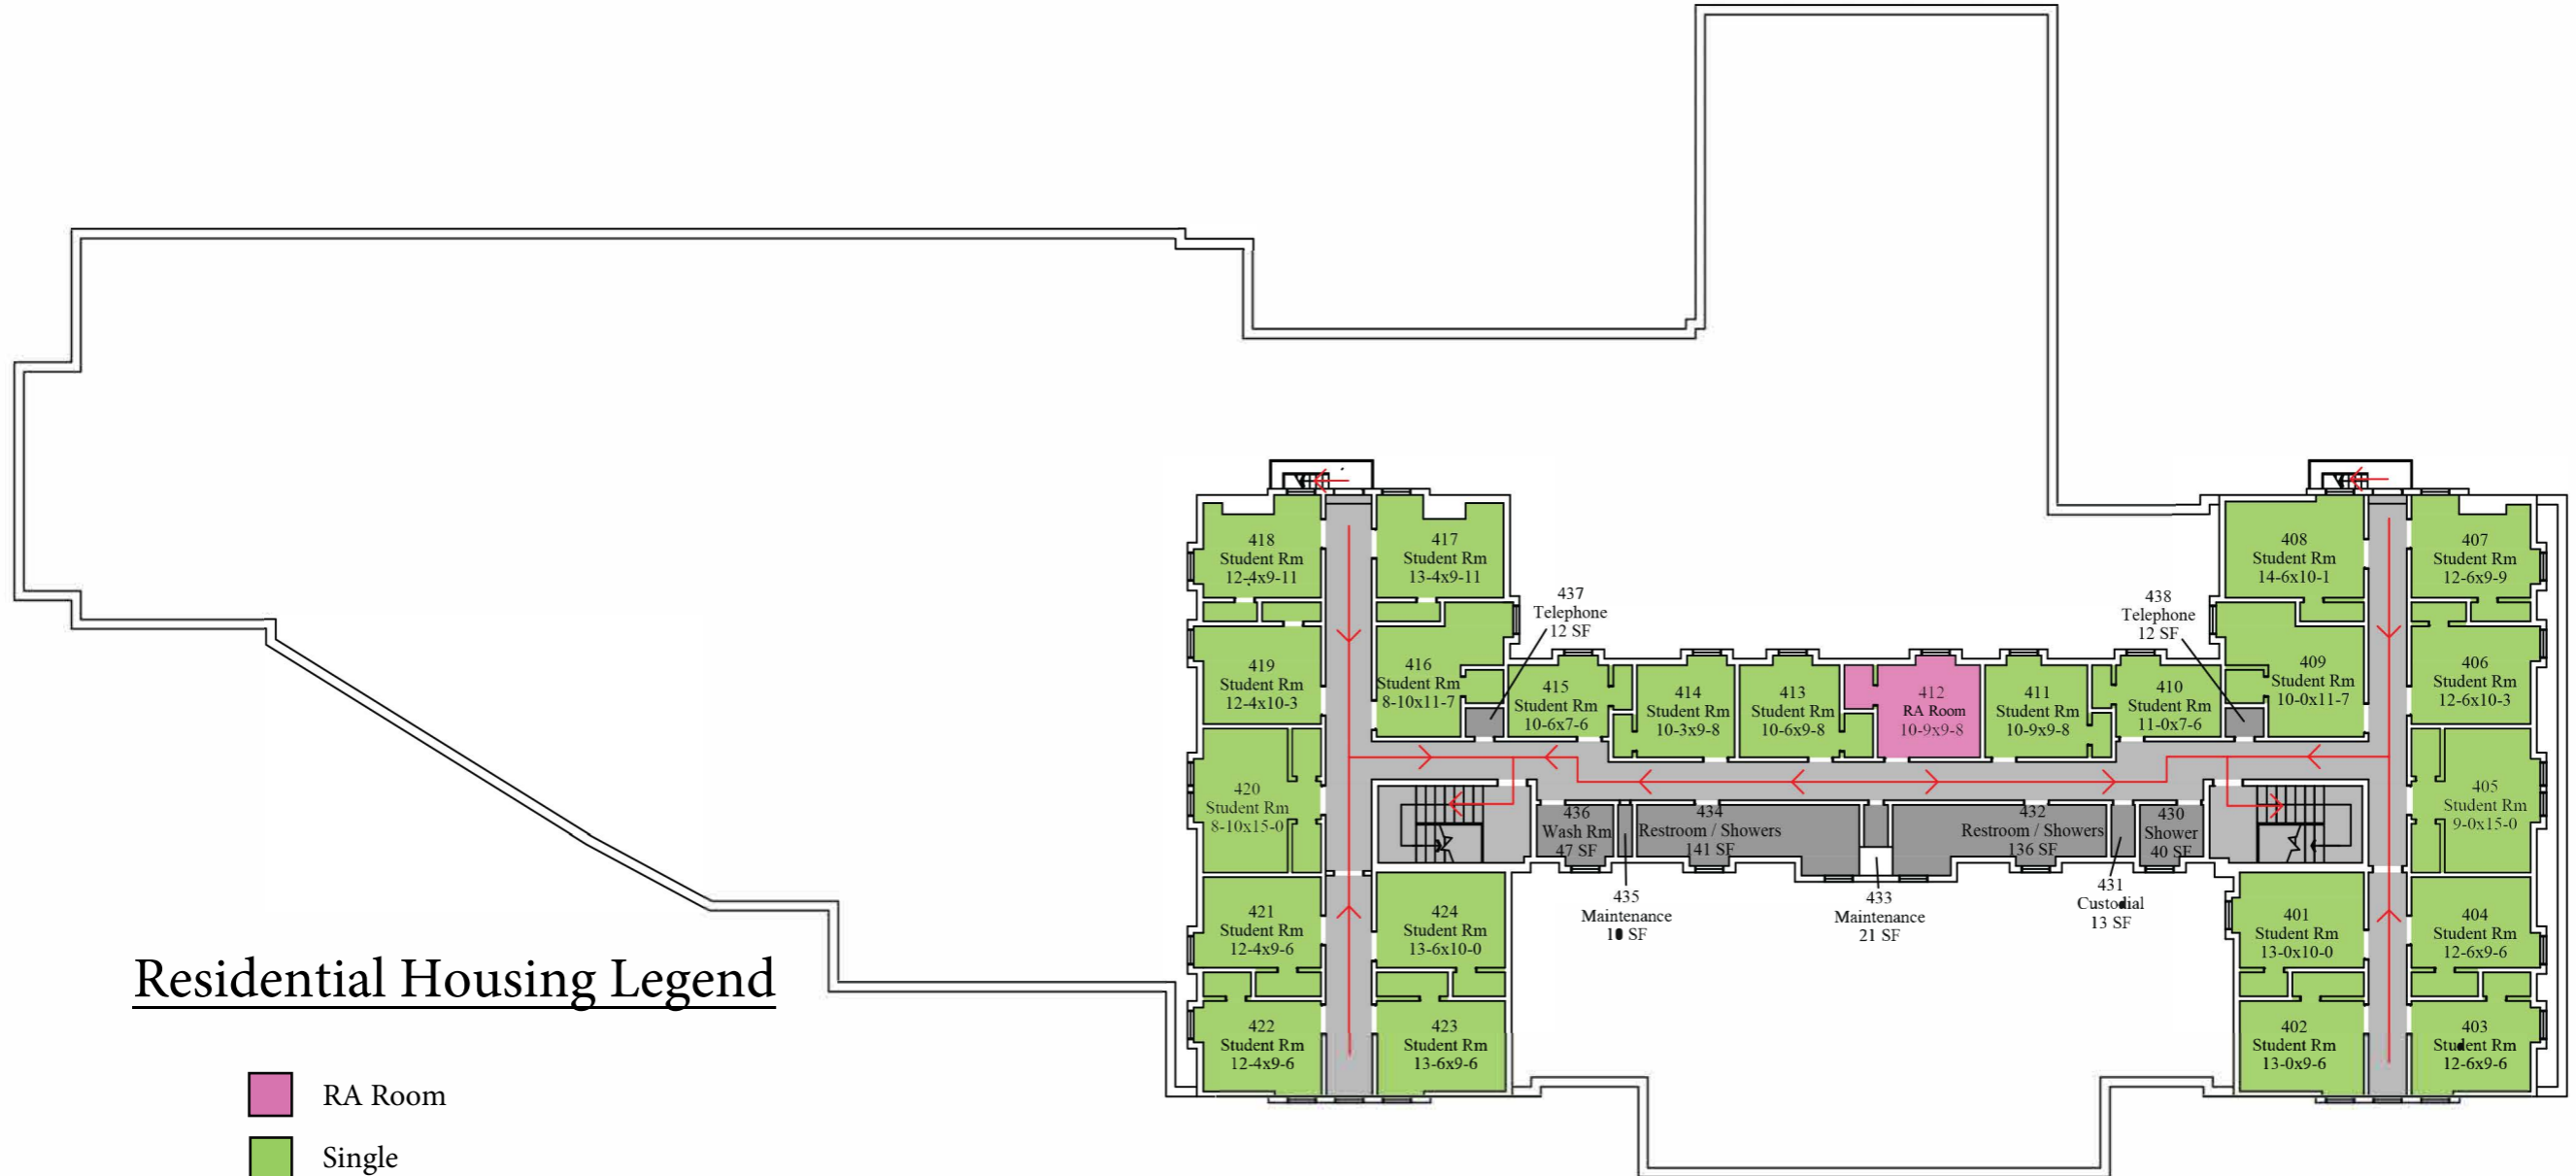 418
Student Rm
12-4x9-11
417
Student Rm
13-4x9-11
408
Student Rm
14-6x10-1
407
Student Rm
12-6x9-9
437
Telephone
12 SF
438
Telephone
12 SF
419
Student Rm
12-4x10-3
416
Student Rm
8-10x11-7
415
Student Rm
10-6x7-6
414
Student Rm
10-3x9-8
413
Student Rm
10-6x9-8
412
RA Room
10-9x9-8
411
Student Rm
10-9x9-8
410
Student Rm
11-0x7-6
409
Student Rm
10-0x11-7
406
Student Rm
12-6x10-3
420
Student Rm
8-10x15-0
436
Wash Rm
47 SF
434
Restroom / Showers
141 SF
432
Restroom / Showers
136 SF
430
Shower
40 SF
405
Student Rm
9-0x15-0
435
Maintenance
10 SF
433
Maintenance
21 SF
431
Custodial
13 SF
421
Student Rm
12-4x9-6
424
Student Rm
13-6x10-0
401
Student Rm
13-0x10-0
404
Student Rm
12-6x9-6
422
Student Rm
12-4x9-6
423
Student Rm
13-6x9-6
402
Student Rm
13-0x9-6
403
Student Rm
12-6x9-6
Residential Housing Legend
RA Room
Single